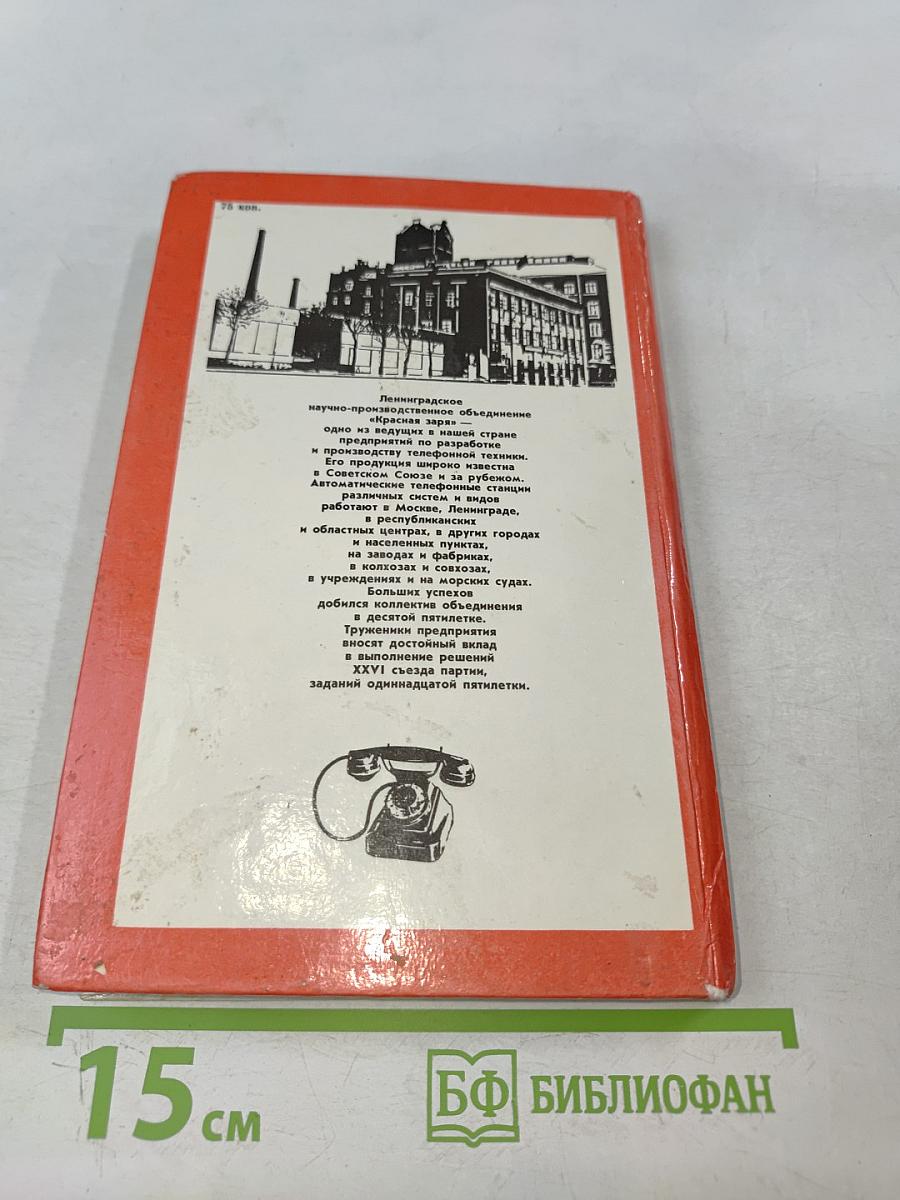 75 коп.
Ленинградское
научно-производственное объединение
«Красная заря» —
одно из ведущих в нашей стране
предприятий по разработке
и производству телефонной техники.
Его продукция широко известна
в Советском Союзе и за рубежом.
Автоматические телефонные станции
различных систем и видов
работают в Москве, Ленинграде,
в республиканских
и областных центрах, в других городах
и населенных пунктах,
на заводах и фабриках,
в колхозах и совхозах,
в учреждениях и на морских судах.
Больших успехов
добился коллектив объединения
в десятой пятилетке.
Труженики предприятия
вносят достойный вклад
в выполнение решений
XXVI съезда партии,
заданий одиннадцатой пятилетки.
15 см
БФ БИБЛИОФАН